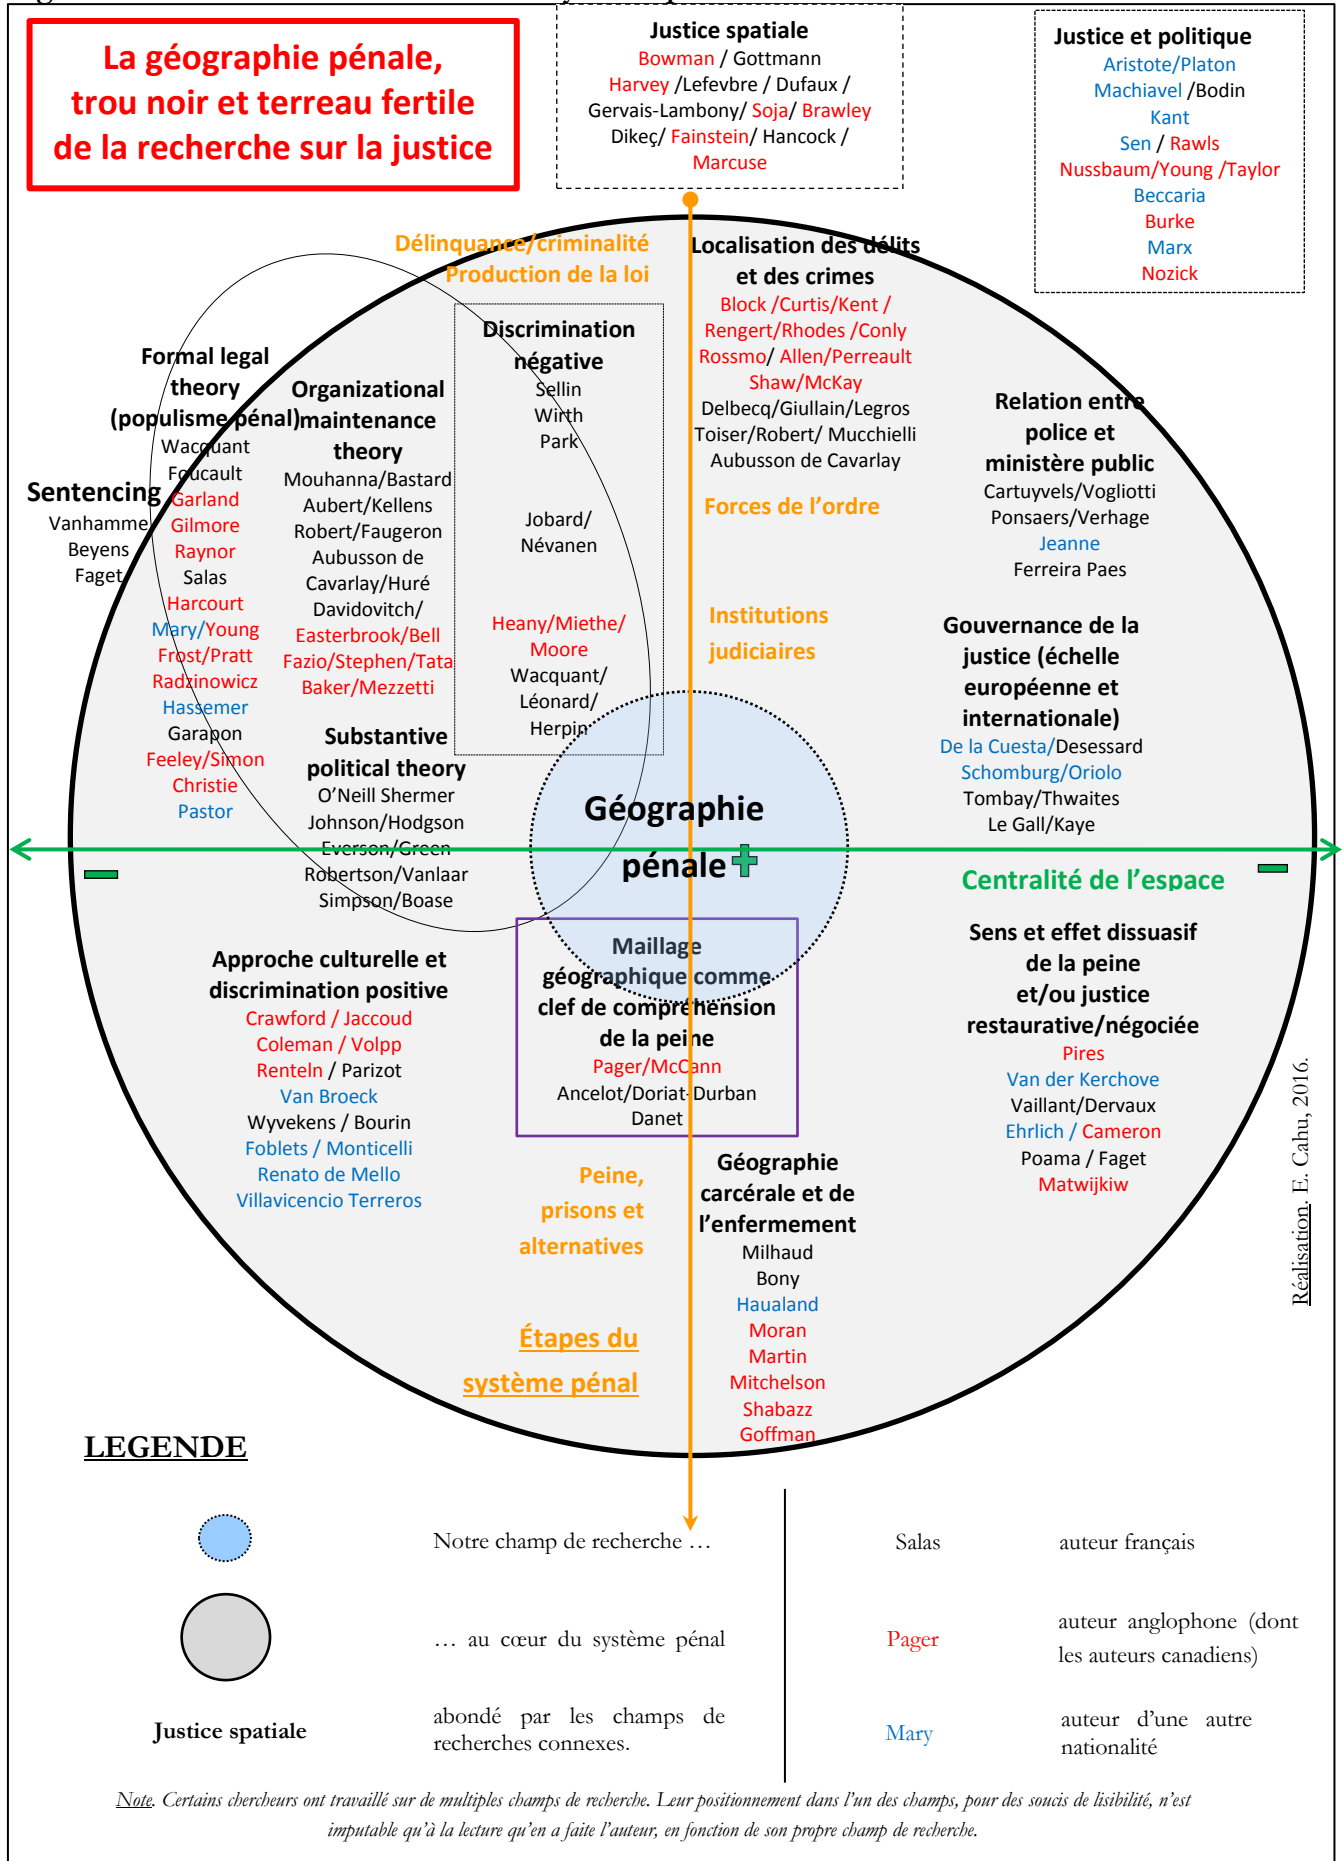 La géographie pénale,
trou noir et terreau fertile
de la recherche sur la justice
Justice spatiale
Bowman / Gottmann
Harvey /Lefevbre / Dufaux /
Gervais-Lambony/ Soja/ Brawley
Dikeç/ Fainstein/ Hancock /
Marcuse
Justice et politique
Aristote/Platon
Machiavel /Bodin
Kant
Sen / Rawls
Nussbaum/Young /Taylor
Beccaria
Burke
Marx
Nozick
Délinquance/criminalité
Production de la loi
Localisation des délits
et des crimes
Block /Curtis/Kent /
Rengert/Rhodes /Conly
Rossmo/ Allen/Perreault
Shaw/McKay
Delbecq/Giullain/Legros
Toiser/Robert/ Mucchielli
Aubusson de Cavarlay
Discrimination
négative
Sellin
Wirth
Park
Jobard/
Névanen
Heany/Miethe/
Moore
Wacquant/
Léonard/
Herpin
Formal legal
theory
(populisme pénal)
Wacquant
Foucault
Garland
Gilmore
Raynor
Salas
Harcourt
Mary/Young
Frost/Pratt
Radzinowicz
Hassemer
Garapon
Feeley/Simon
Christie
Pastor
Organizational
maintenance
theory
Mouhanna/Bastard
Aubert/Kellens
Robert/Faugeron
Aubusson de
Cavarlay/Huré
Davidovitch/
Easterbrook/Bell
Fazio/Stephen/Tata
Baker/Mezzetti
Sentencing
Vanhamme
Beyens
Faget
Substantive
political theory
O'Neill Shermer
Johnson/Hodgson
Everson/Green
Robertson/Vanlaar
Simpson/Boase
Forces de l'ordre
Institutions
judiciaires
Relation entre
police et
ministère public
Cartuyvels/Vogliotti
Ponsaers/Verhage
Jeanne
Ferreira Paes
Gouvernance de la
justice (échelle
européenne et
internationale)
De la Cuesta/Desessard
Schomburg/Oriolo
Tombay/Thwaites
Le Gall/Kaye
Géographie
pénale
Centralité de l'espace
Approche culturelle et
discrimination positive
Crawford / Jaccoud
Coleman / Volpp
Renteln / Parizot
Van Broeck
Wyvekens / Bourin
Foblets / Monticelli
Renato de Mello
Villavicencio Terreros
Maillage
géographique comme
clef de compréhension
de la peine
Pager/McCann
Ancelot/Doriat-Durban
Danet
Sens et effet dissuasif
de la peine
et/ou justice
restaurative/négociée
Pires
Van der Kerchove
Vaillant/Dervaux
Ehrlich / Cameron
Poama / Faget
Matwijkiw
Peine,
prisons et
alternatives
Géographie
carcérale et de
l'enfermement
Milhaud
Bony
Haualand
Moran
Martin
Mitchelson
Shabazz
Goffman
Étapes du
système pénal
Réalisation. E. Cahu, 2016.
LEGENDE
Notre champ de recherche …
… au cœur du système pénal
Justice spatiale
abondé par les champs de
recherches connexes.
Salas
auteur français
Pager
auteur anglophone (dont
les auteurs canadiens)
Mary
auteur d'une autre
nationalité
Note. Certains chercheurs ont travaillé sur de multiples champs de recherche. Leur positionnement dans l'un des champs, pour des soucis de lisibilité, n'est
imputable qu'à la lecture qu'en a faite l'auteur, en fonction de son propre champ de recherche.